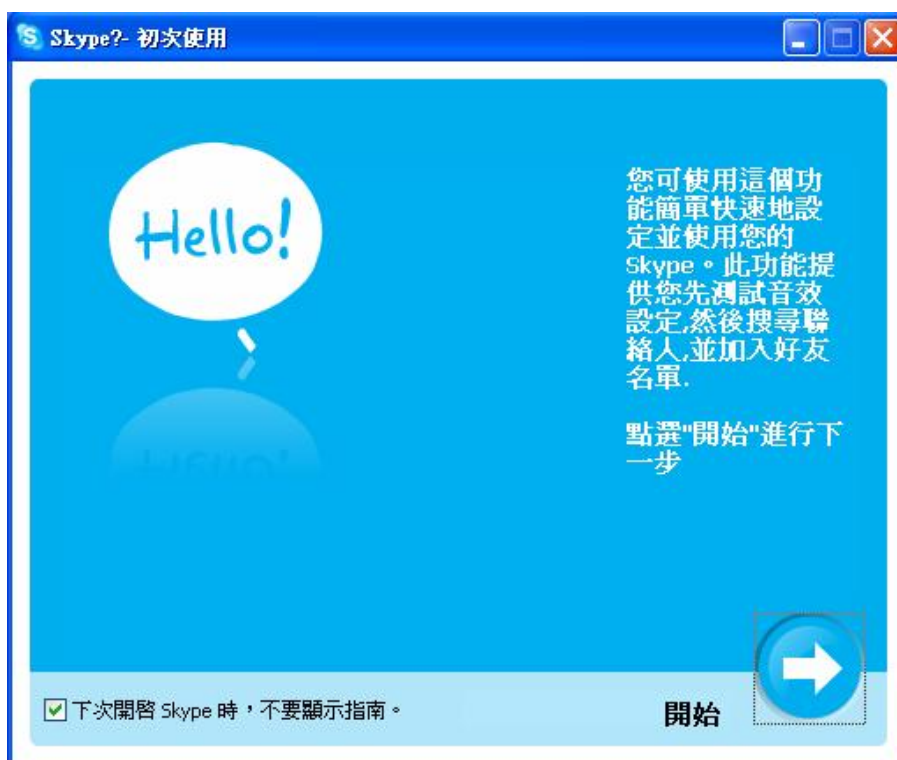 Skype?- 初次使用
Hello!
您可使用這個功
能簡單快速地設
定並使用您的
Skype。此功能提
供您先測試音效
設定,然後搜尋聯
絡人,並加入好友
名單.
點選"開始"進行下
一步
下次開啓 Skype 時，不要顯示指南。
開始